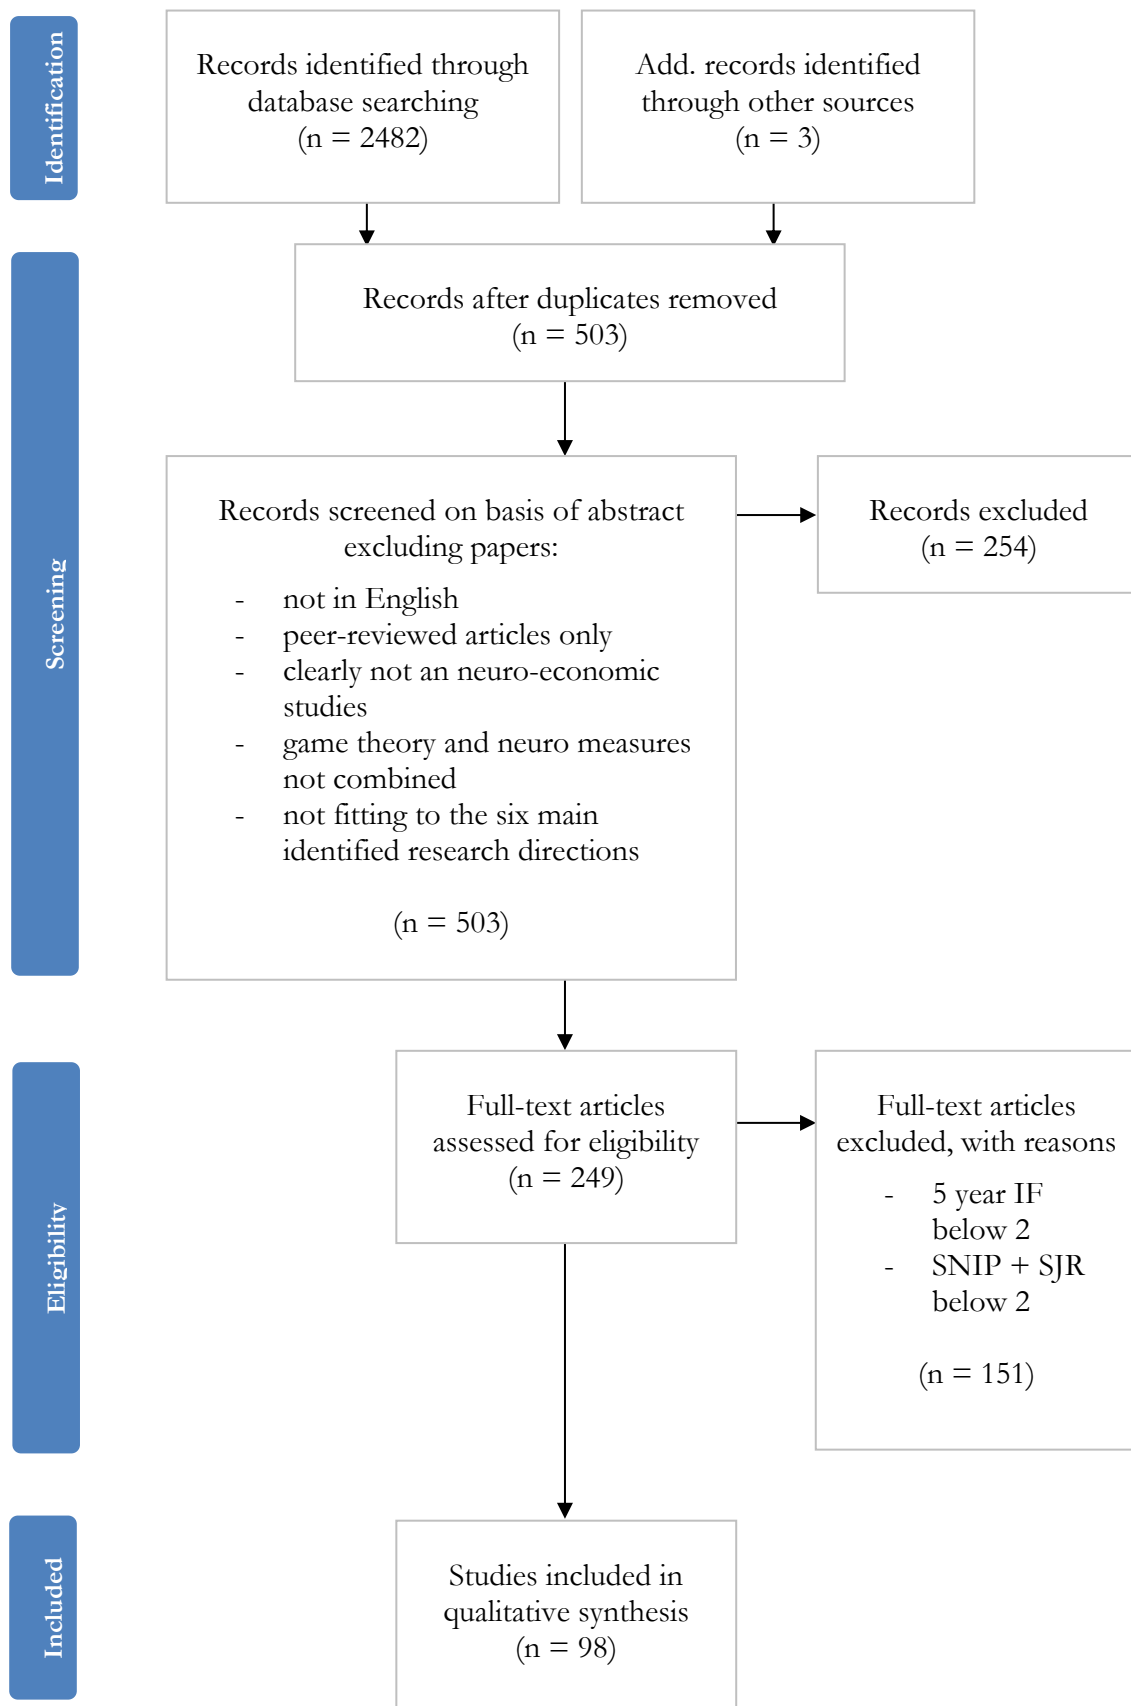 Identification
Records identified through
database searching
(n = 2482)
Add. records identified
through other sources
(n = 3)
Screening
Records after duplicates removed
(n = 503)
Records screened on basis of abstract
excluding papers:
- not in English
- peer-reviewed articles only
- clearly not an neuro-economic
studies
- game theory and neuro measures
not combined
- not fitting to the six main
identified research directions
(n = 503)
Records excluded
(n = 254)
Eligibility
Full-text articles
assessed for eligibility
(n = 249)
Full-text articles
excluded, with reasons
- 5 year IF
below 2
- SNIP + SJR
below 2
(n = 151)
Included
Studies included in
qualitative synthesis
(n = 98)